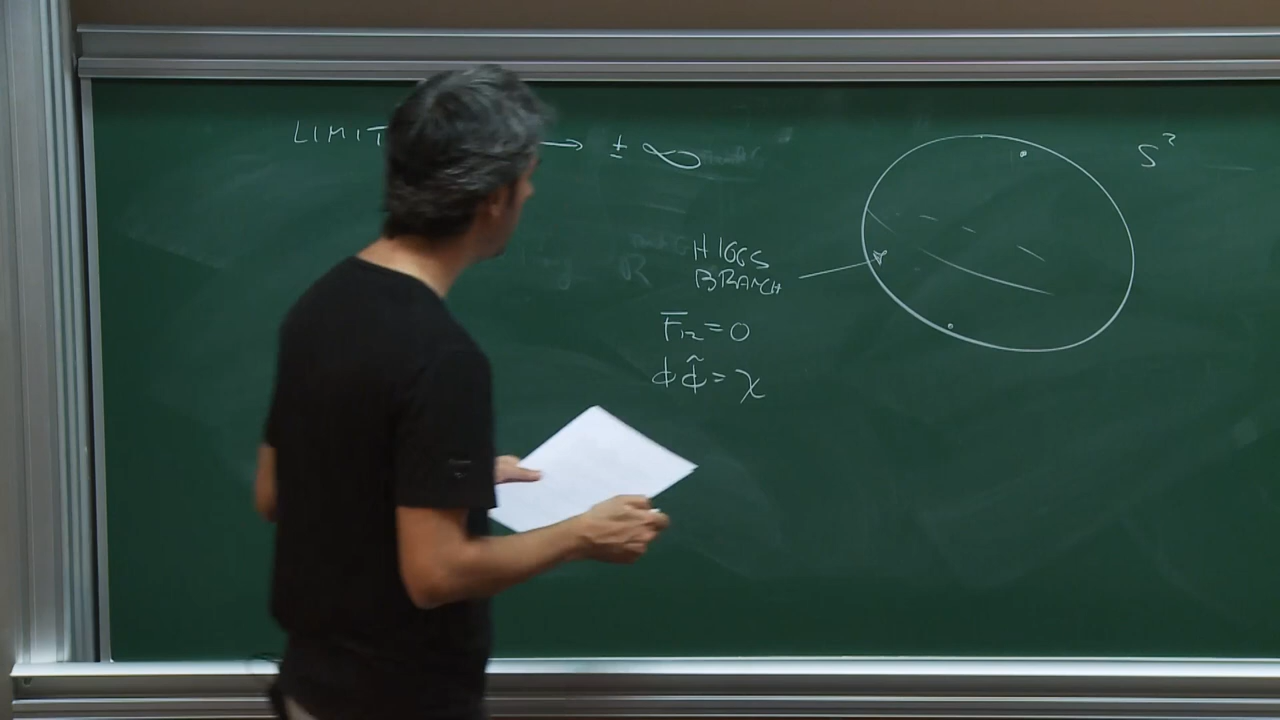 LIMIT → ± ∞
S²
HIGGS
BRANCH
F₁₂ = 0
ϕ ϕ̃ = χ